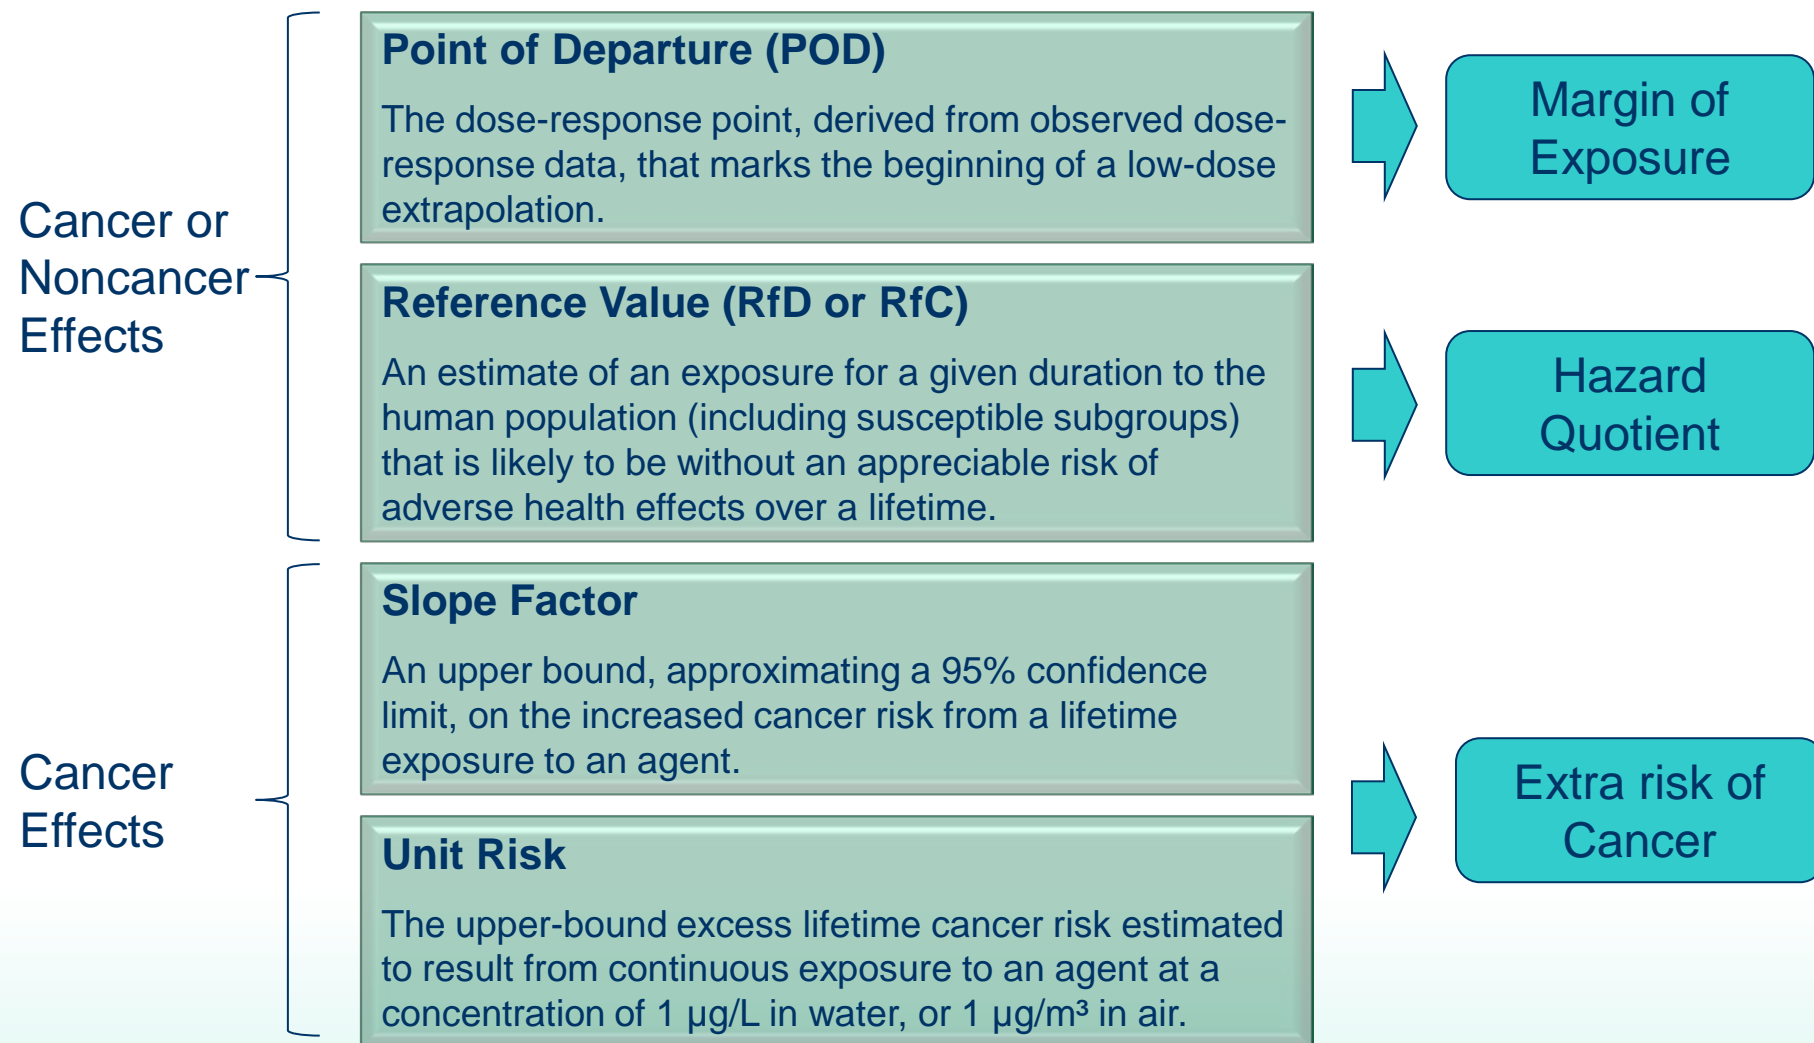 Cancer or
Noncancer
Effects
Point of Departure (POD)
The dose-response point, derived from observed dose-
response data, that marks the beginning of a low-dose
extrapolation.
Margin of
Exposure
Reference Value (RfD or RfC)
An estimate of an exposure for a given duration to the
human population (including susceptible subgroups)
that is likely to be without an appreciable risk of
adverse health effects over a lifetime.
Hazard
Quotient
Cancer
Effects
Slope Factor
An upper bound, approximating a 95% confidence
limit, on the increased cancer risk from a lifetime
exposure to an agent.
Unit Risk
The upper-bound excess lifetime cancer risk estimated
to result from continuous exposure to an agent at a
concentration of 1 µg/L in water, or 1 µg/m³ in air.
Extra risk of
Cancer